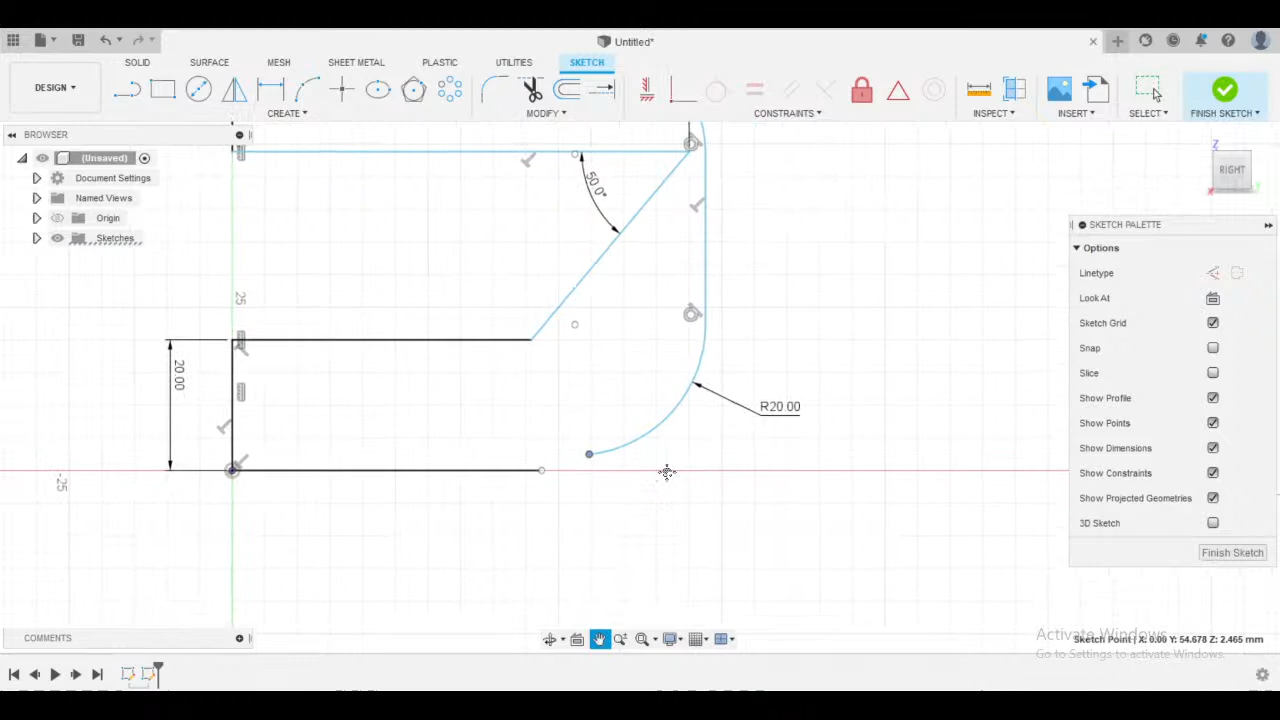 Untitled*
DESIGN
SOLID
SURFACE
MESH
SHEET METAL
PLASTIC
UTILITIES
SKETCH
CREATE
MODIFY
CONSTRAINTS
INSPECT
INSERT
SELECT
FINISH SKETCH
BROWSER
(Unsaved)
Document Settings
Named Views
Origin
Sketches
Z
RIGHT
X
Y
50.0°
25
20.00
R20.00
-25
SKETCH PALETTE
Options
Linetype
Look At
Sketch Grid
Snap
Slice
Show Profile
Show Points
Show Dimensions
Show Constraints
Show Projected Geometries
3D Sketch
Finish Sketch
COMMENTS
Activate Windows
Sketch Point | X: 0.00 Y: 54.678 Z: 2.465 mm
Go to Settings to activate Windows.